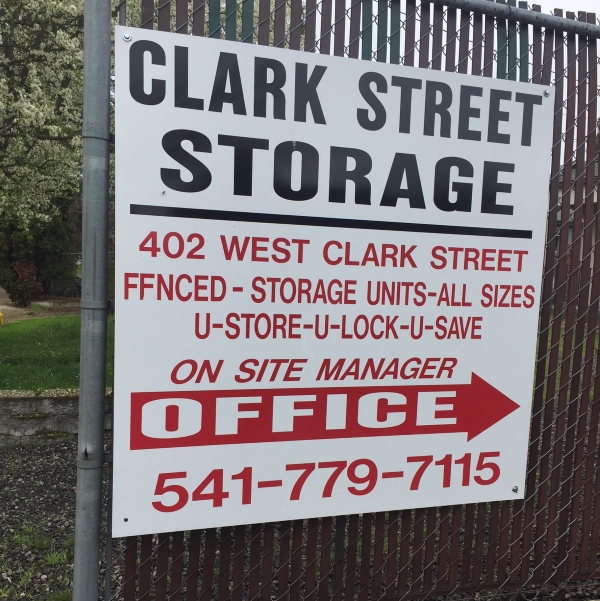 CLARK STREET
STORAGE
402 WEST CLARK STREET
FFNCED - STORAGE UNITS-ALL SIZES
U-STORE-U-LOCK-U-SAVE
ON SITE MANAGER
OFFICE
541-779-7115